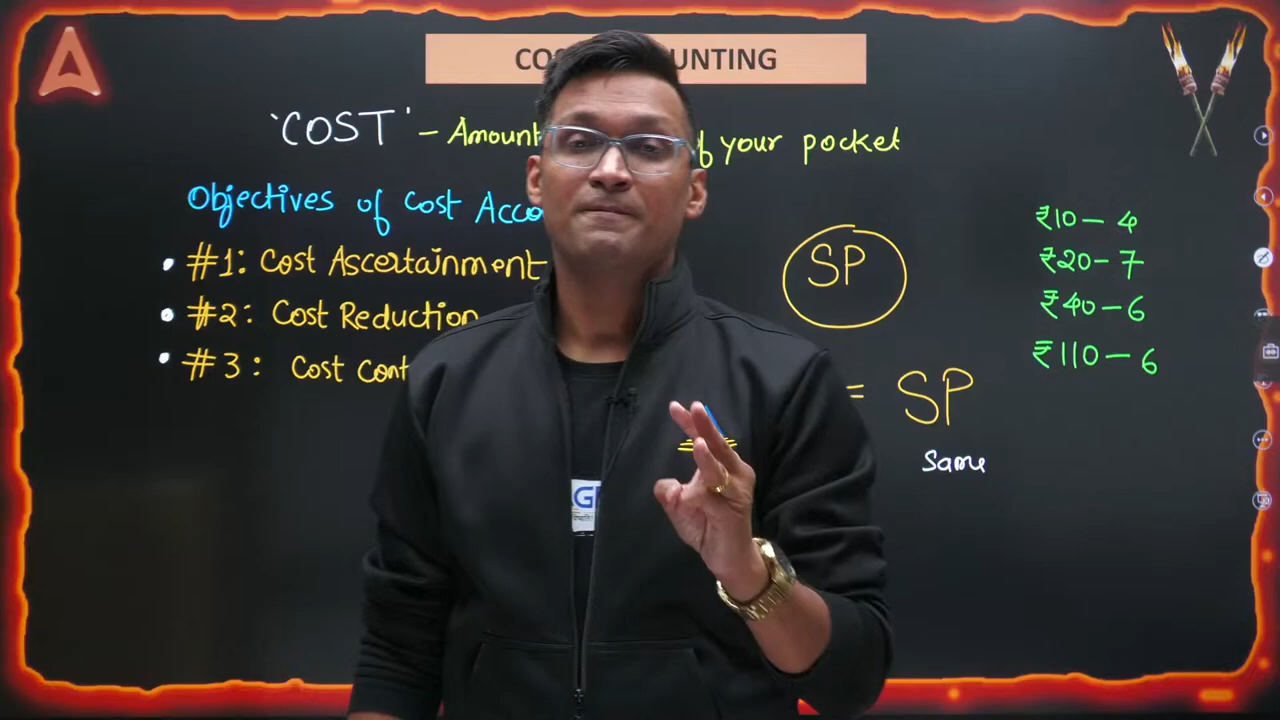 COS UNTING
'COST' – Amount f your pocket
Objectives of Cost Acco
#1: Cost Ascertainment
#2: Cost Reduction
#3: Cost Cont
SP
= SP
Same
₹10 – 4
₹20 – 7
₹40 – 6
₹110 – 6